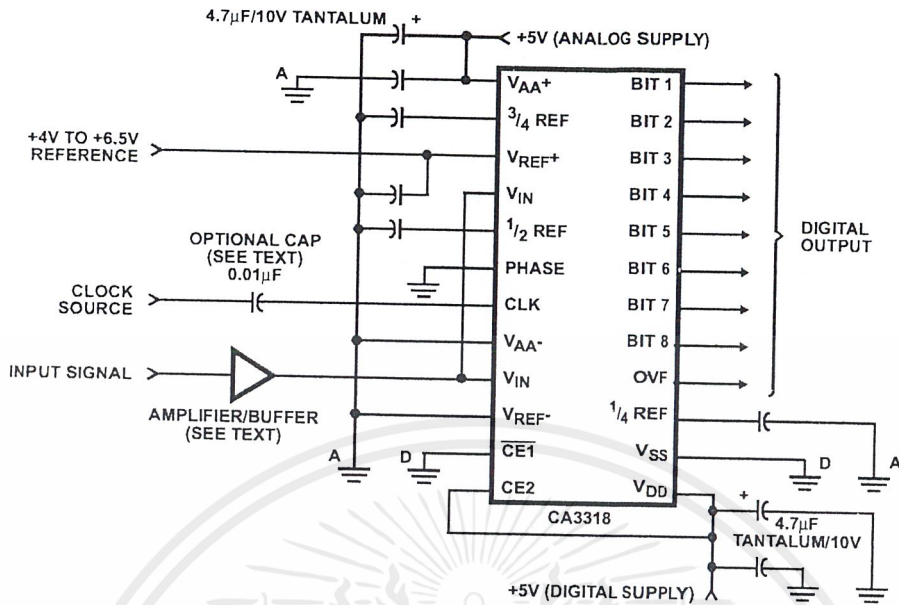 4.7µF/10V TANTALUM
+
+5V (ANALOG SUPPLY)
A
+4V TO +6.5V
REFERENCE
OPTIONAL CAP
(SEE TEXT)
0.01µF
CLOCK
SOURCE
INPUT SIGNAL
AMPLIFIER/BUFFER
(SEE TEXT)
A
D
VAA+
3/4 REF
VREF+
VIN
1/2 REF
PHASE
CLK
VAA-
VIN
VREF-
CE1
CE2
BIT 1
BIT 2
BIT 3
BIT 4
BIT 5
BIT 6
BIT 7
BIT 8
OVF
1/4 REF
VSS
VDD
CA3318
DIGITAL
OUTPUT
D
A
+
4.7µF
TANTALUM/10V
+5V (DIGITAL SUPPLY)